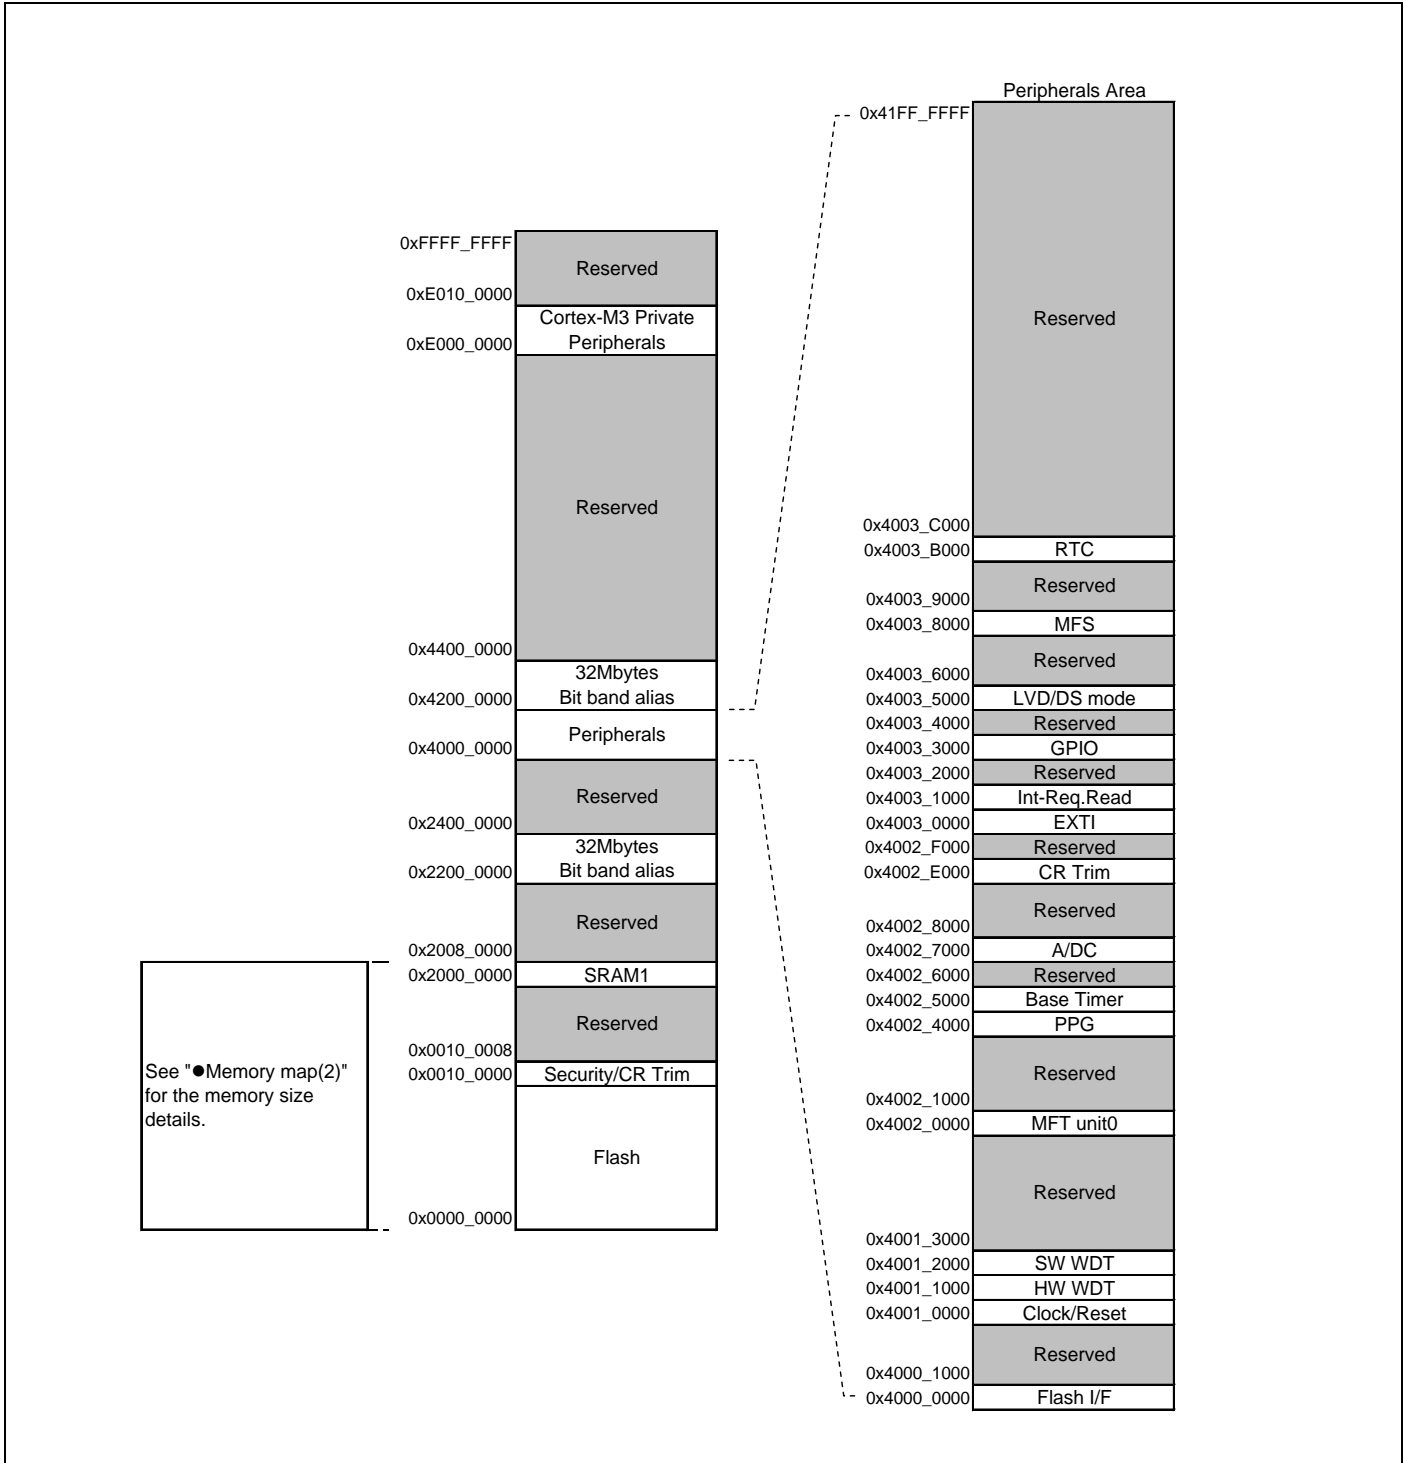 Peripherals Area
0x41FF_FFFF
Reserved
0x4003_C000
0x4003_B000 RTC
Reserved
0x4003_9000
0x4003_8000 MFS
Reserved
0x4003_6000
0x4003_5000 LVD/DS mode
0x4003_4000 Reserved
0x4003_3000 GPIO
0x4003_2000 Reserved
0x4003_1000 Int-Req.Read
0x4003_0000 EXTI
0x4002_F000 Reserved
0x4002_E000 CR Trim
Reserved
0x4002_8000
0x4002_7000 A/DC
0x4002_6000 Reserved
0x4002_5000 Base Timer
0x4002_4000 PPG
Reserved
0x4002_1000
0x4002_0000 MFT unit0
Reserved
0x4001_3000
0x4001_2000 SW WDT
0x4001_1000 HW WDT
0x4001_0000 Clock/Reset
Reserved
0x4000_1000
0x4000_0000 Flash I/F
0xFFFF_FFFF
Reserved
0xE010_0000
Cortex-M3 Private
0xE000_0000 Peripherals
Reserved
0x4400_0000
32Mbytes
0x4200_0000 Bit band alias
Peripherals
0x4000_0000
Reserved
0x2400_0000
32Mbytes
0x2200_0000 Bit band alias
Reserved
0x2008_0000
0x2000_0000 SRAM1
Reserved
0x0010_0008
0x0010_0000 Security/CR Trim
Flash
0x0000_0000
See "●Memory map(2)"
for the memory size
details.